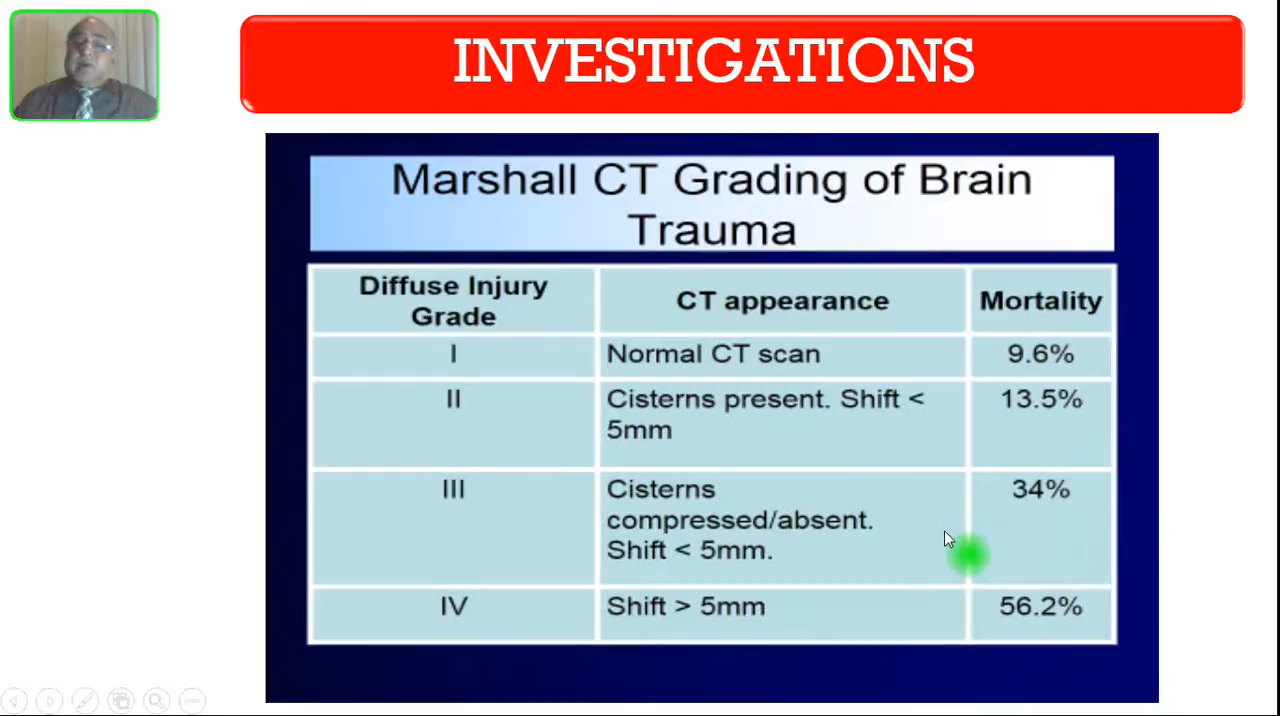 INVESTIGATIONS
Marshall CT Grading of Brain
Trauma
Diffuse Injury
Grade
CT appearance
Mortality
I
Normal CT scan
9.6%
II
Cisterns present. Shift <
5mm
13.5%
III
Cisterns
compressed/absent.
Shift < 5mm.
34%
IV
Shift > 5mm
56.2%